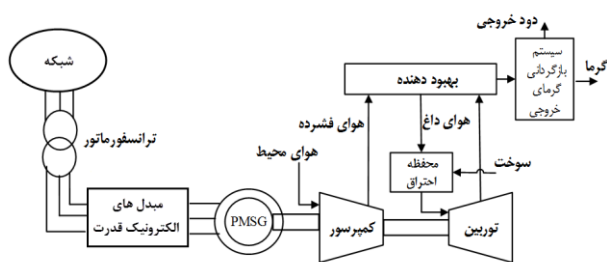 شبکه
ترانسفورماتور
مبدل های
الکترونیک قدرت
PMSG
هوای محیط
کمپرسور
هوای فشرده
بهبود دهنده
هوای داغ
محفظه
احتراق
سوخت
توربین
دود خروجی
سیستم
بازگردانی
گرمای
خروجی
گرما